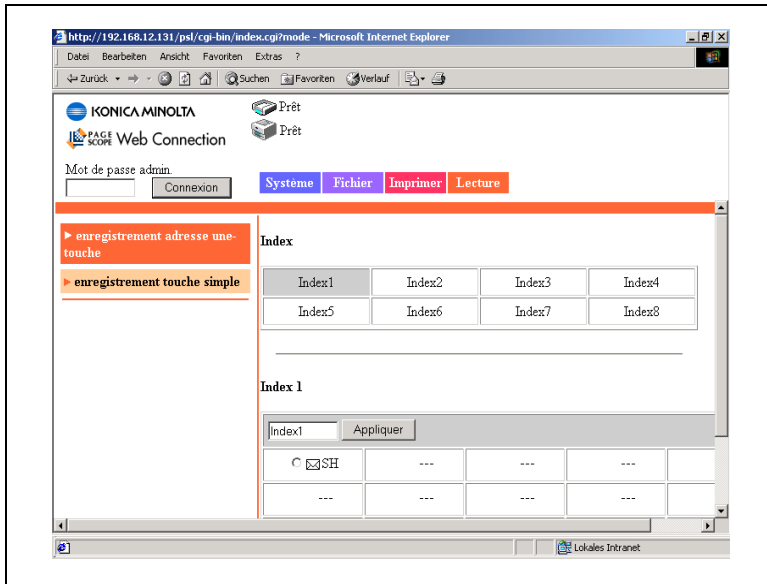 http://192.168.12.131/psl/cgi-bin/index.cgi?mode - Microsoft Internet Explorer
Datei Bearbeiten Ansicht Favoriten Extras ?
Zurück Suchen Favoriten Verlauf
KONICA MINOLTA
Prêt
PAGE SCOPE Web Connection
Prêt
Mot de passe admin.
Connexion
Système Fichier Imprimer Lecture
enregistrement adresse une-
touche
enregistrement touche simple
Index
Index1 Index2 Index3 Index4
Index5 Index6 Index7 Index8
Index 1
Index1 Appliquer
SH --- --- ---
--- --- --- ---
Lokales Intranet